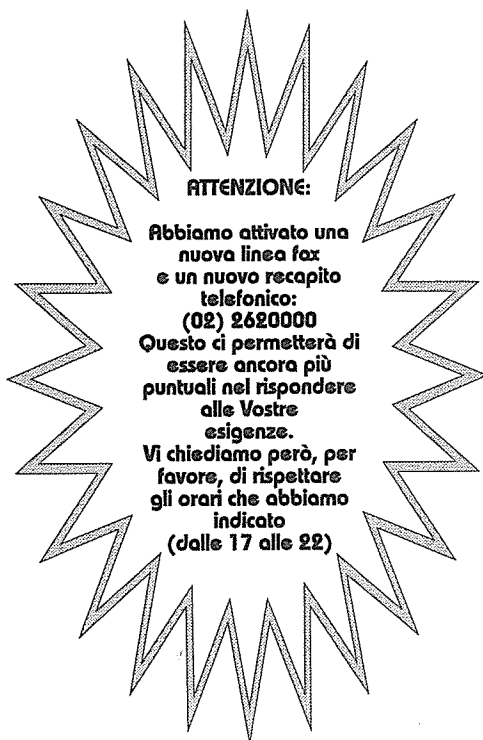 ATTENZIONE:
Abbiamo attivato una
nuova linea fax
e un nuovo recapito
telefonico:
(02) 2620000
Questo ci permetterà di
essere ancora più
puntuali nel rispondere
alle Vostre
esigenze.
Vi chiediamo però, per
favore, di rispettare
gli orari che abbiamo
indicato
(dalle 17 alle 22)